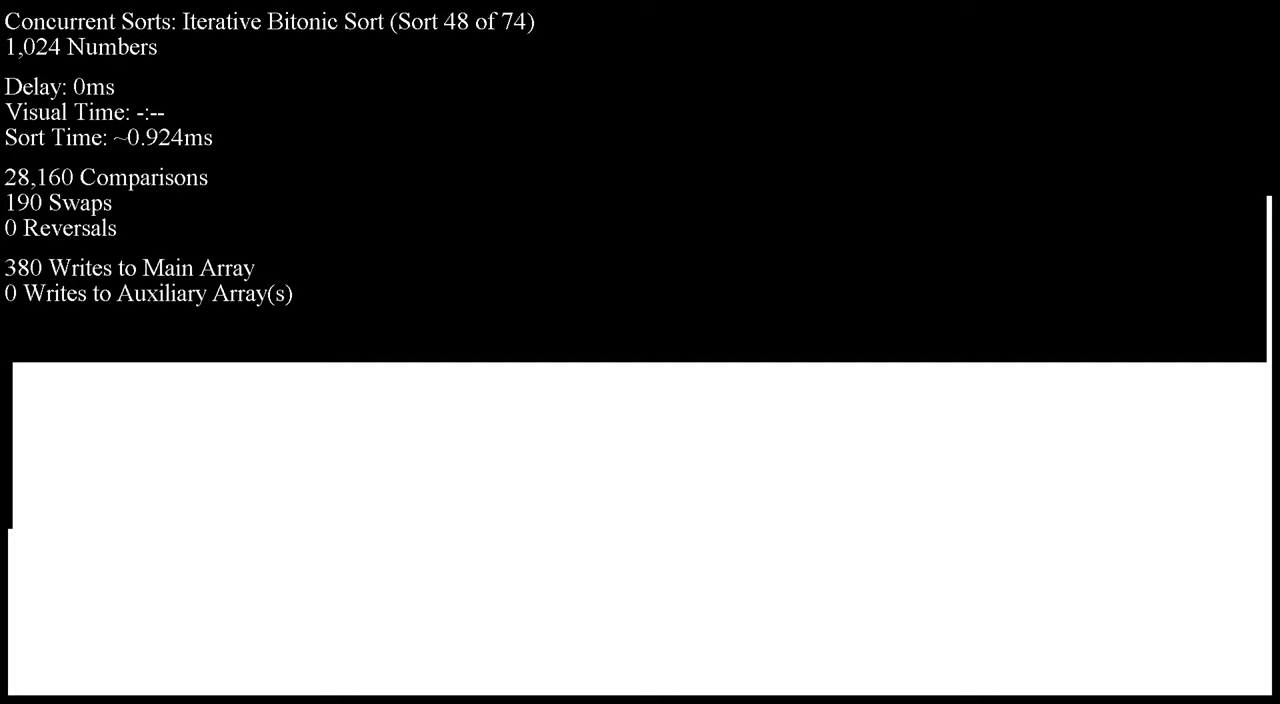 Concurrent Sorts: Iterative Bitonic Sort (Sort 48 of 74)
1,024 Numbers
Delay: 0ms
Visual Time: -:--
Sort Time: ~0.924ms
28,160 Comparisons
190 Swaps
0 Reversals
380 Writes to Main Array
0 Writes to Auxiliary Array(s)